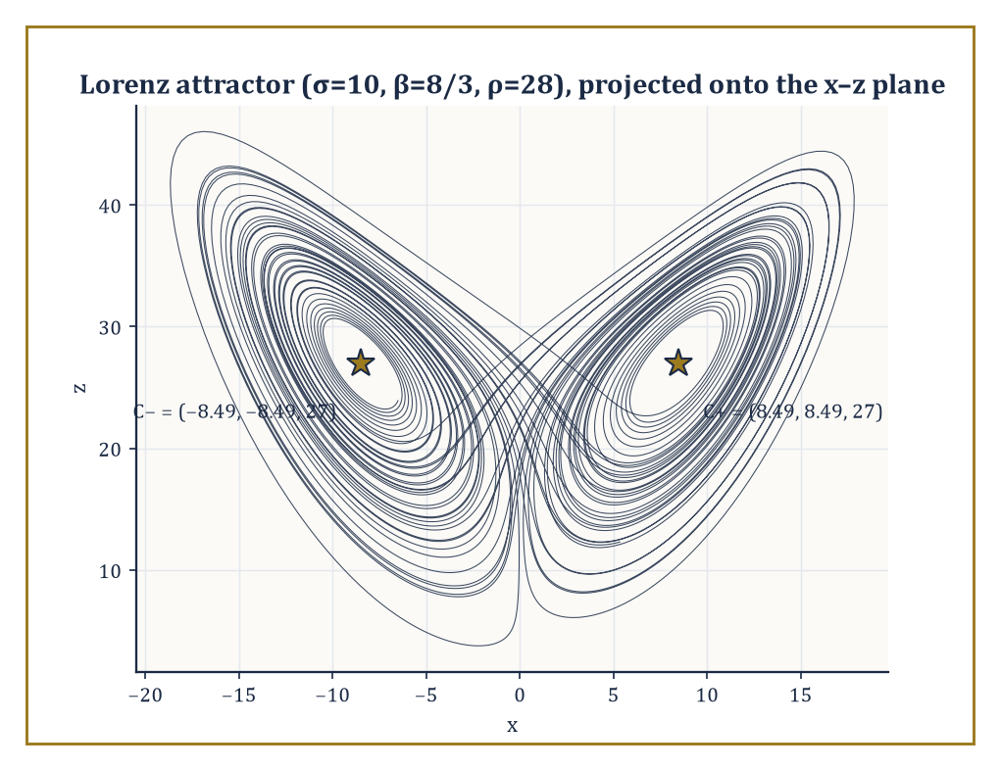 Lorenz attractor (σ=10, β=8/3, ρ=28), projected onto the x–z plane
40
30
z
C− = (−8.49, −8.49, 27)
C+ = (8.49, 8.49, 27)
20
10
−20 −15 −10 −5 0 5 10 15
x